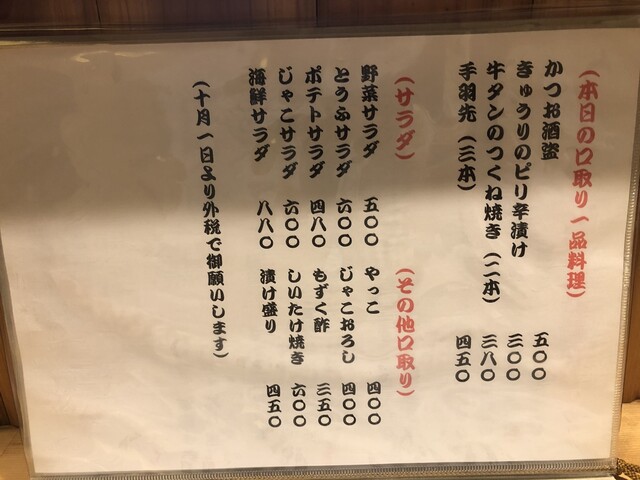 (本日の口取り一品料理)
かつお酒盗 五〇〇
きゅうりのピリ辛漬け 三〇〇
牛タンのつくね焼き(二本) 三八〇
手羽先(三本) 四五〇
(サラダ)
野菜サラダ 五〇〇
とうふサラダ 六〇〇
ポテトサラダ 四八〇
じゃこサラダ 六〇〇
海鮮サラダ 八八〇
(その他口取り)
やっこ 四〇〇
じゃこおろし 四〇〇
もずく酢 三五〇
しいたけ焼き 六〇〇
漬け盛り 四五〇
(十月一日より外税で御願いします)